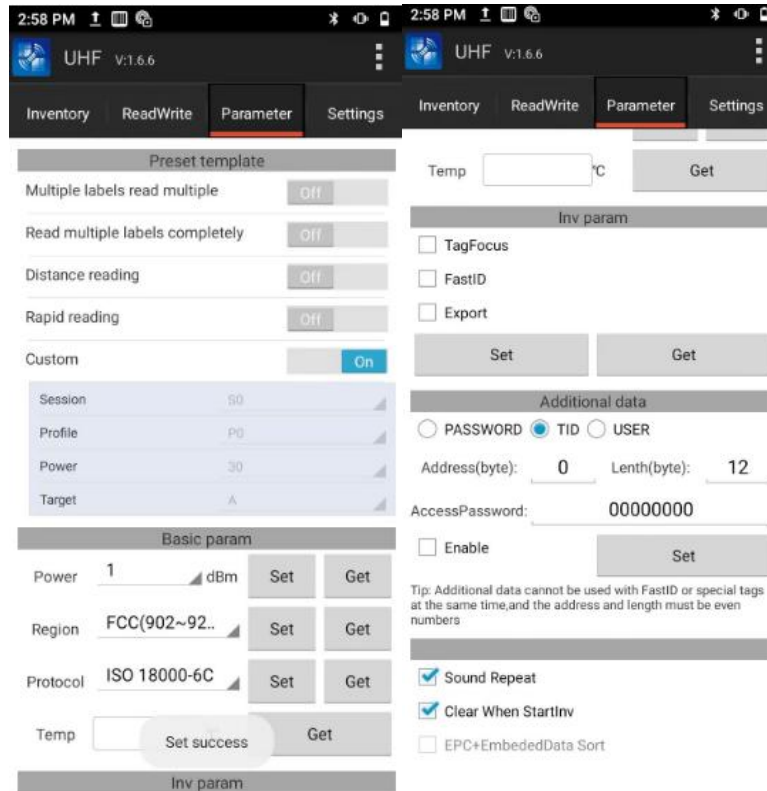 2:58 PM
UHF V:1.6.6
Inventory ReadWrite Parameter Settings
Preset template
Multiple labels read multiple Off
Read multiple labels completely Off
Distance reading Off
Rapid reading Off
Custom On
Session S0
Profile P0
Power 30
Target A
Basic param
Power 1 dBm Set Get
Region FCC(902~92.. Set Get
Protocol ISO 18000-6C Set Get
Temp Get
Set success
Inv param
2:58 PM
UHF V:1.6.6
Inventory ReadWrite Parameter Settings
Temp °C Get
Inv param
TagFocus
FastID
Export
Set Get
Additional data
PASSWORD TID USER
Address(byte): 0 Lenth(byte): 12
AccessPassword: 00000000
Enable Set
Tip: Additional data cannot be used with FastID or special tags
at the same time,and the address and length must be even
numbers
Sound Repeat
Clear When StartInv
EPC+EmbededData Sort